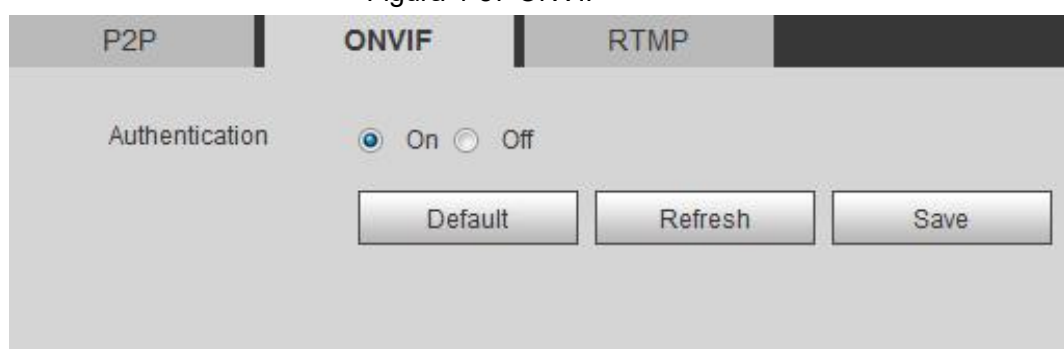 P2P ONVIF RTMP
Authentication On Off
Default Refresh Save